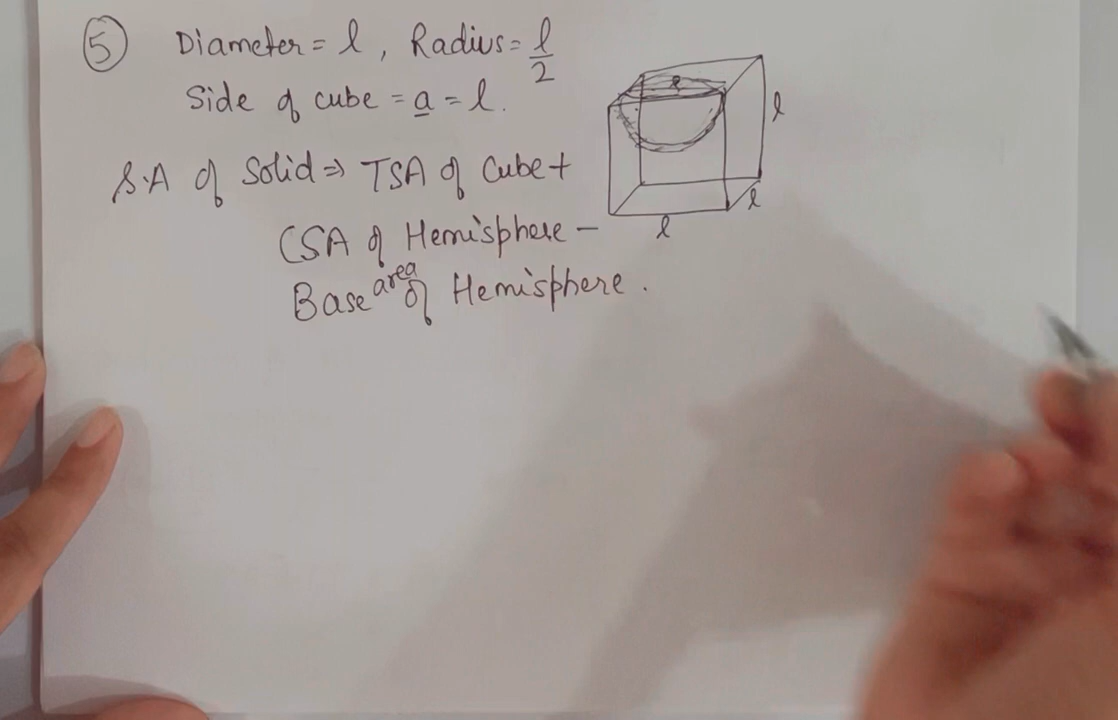 5 Diameter = l, Radius = l/2
Side of cube = a = l.
S.A of Solid ⇒ TSA of Cube +
CSA of Hemisphere -
Base area of Hemisphere.
l
l
l
l